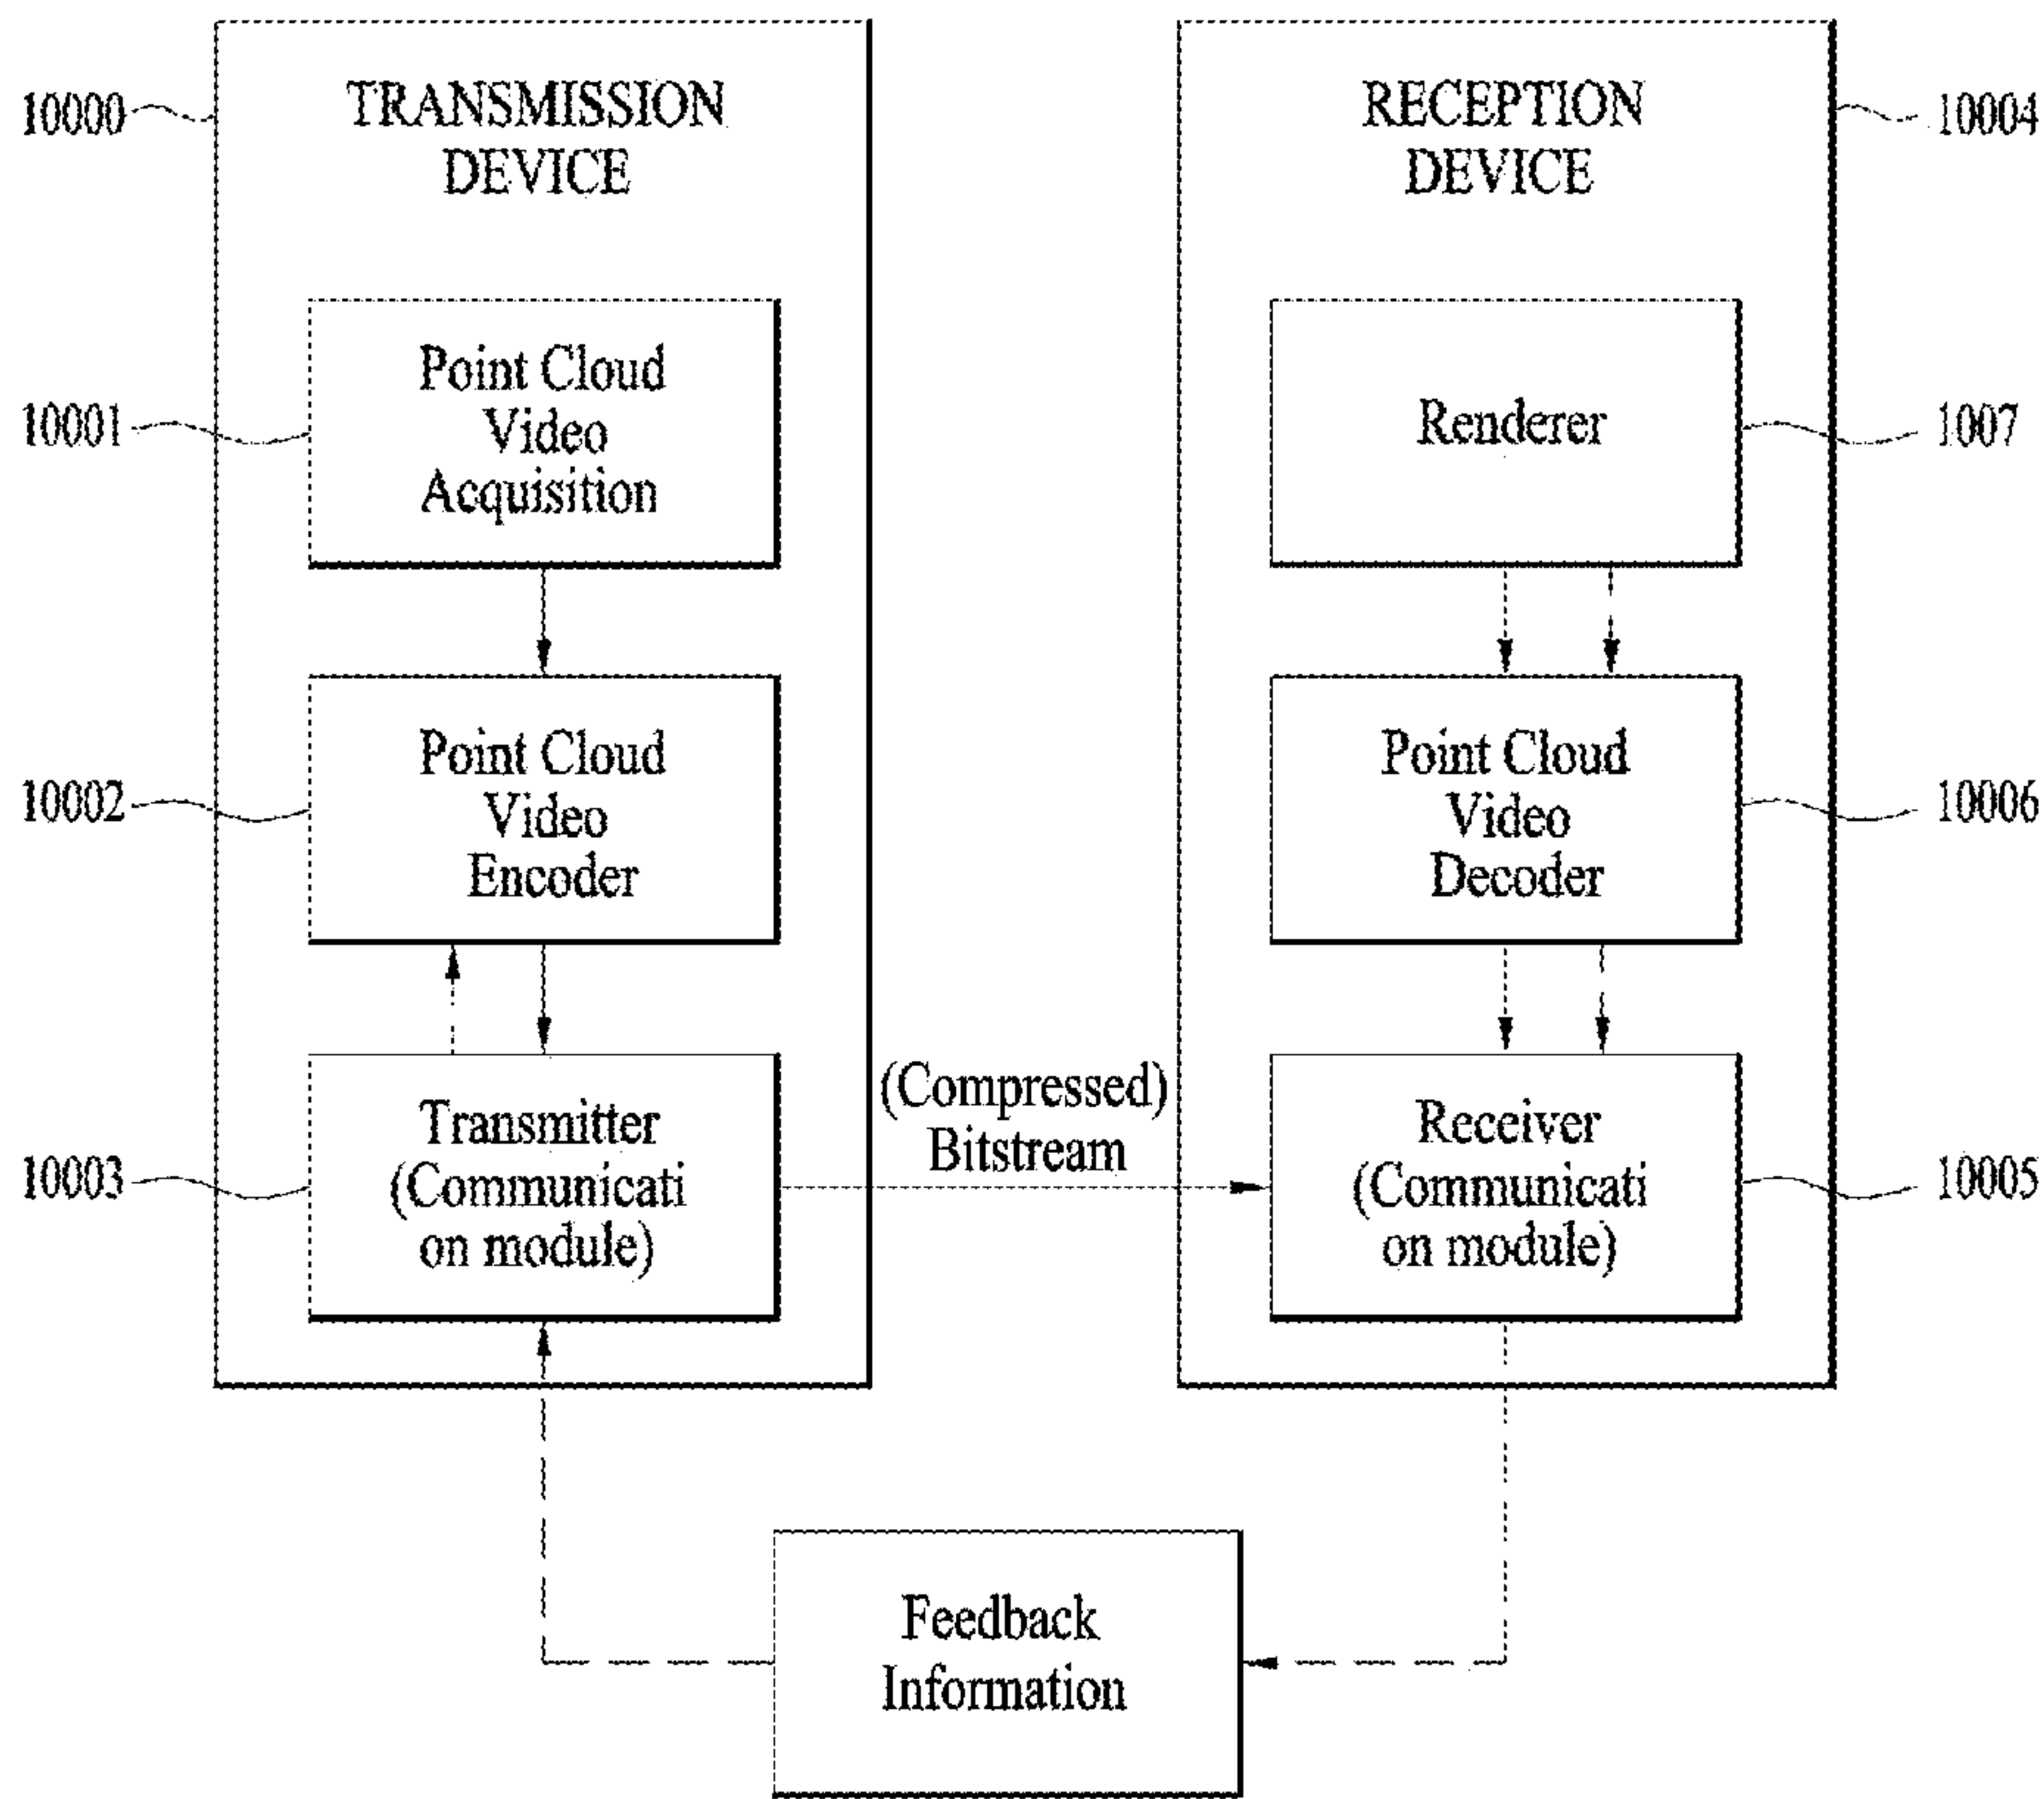 10000
TRANSMISSION
DEVICE
10001
Point Cloud
Video
Acquisition
10002
Point Cloud
Video
Encoder
10003
Transmitter
(Communicati
on module)
(Compressed)
Bitstream
RECEPTION
DEVICE
10004
Renderer
1007
Point Cloud
Video
Decoder
10006
Receiver
(Communicati
on module)
10005
Feedback
Information